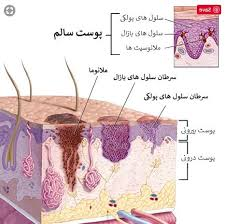 Save
سلول های پولکی
سلول های بازال
ملانوسیت ها
پوست سالم
ملانوما
سرطان سلول های بازال
سرطان سلول های پولکی
پوست بیرونی
پوست درونی